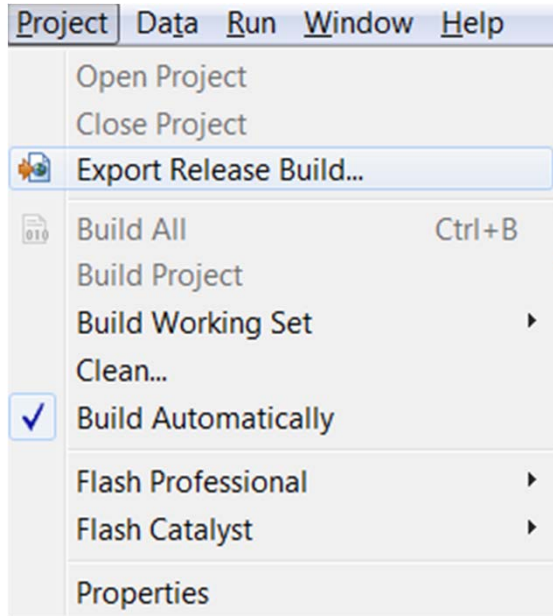 Project Data Run Window Help
Open Project
Close Project
Export Release Build...
Build All Ctrl+B
Build Project
Build Working Set
Clean...
Build Automatically
Flash Professional
Flash Catalyst
Properties